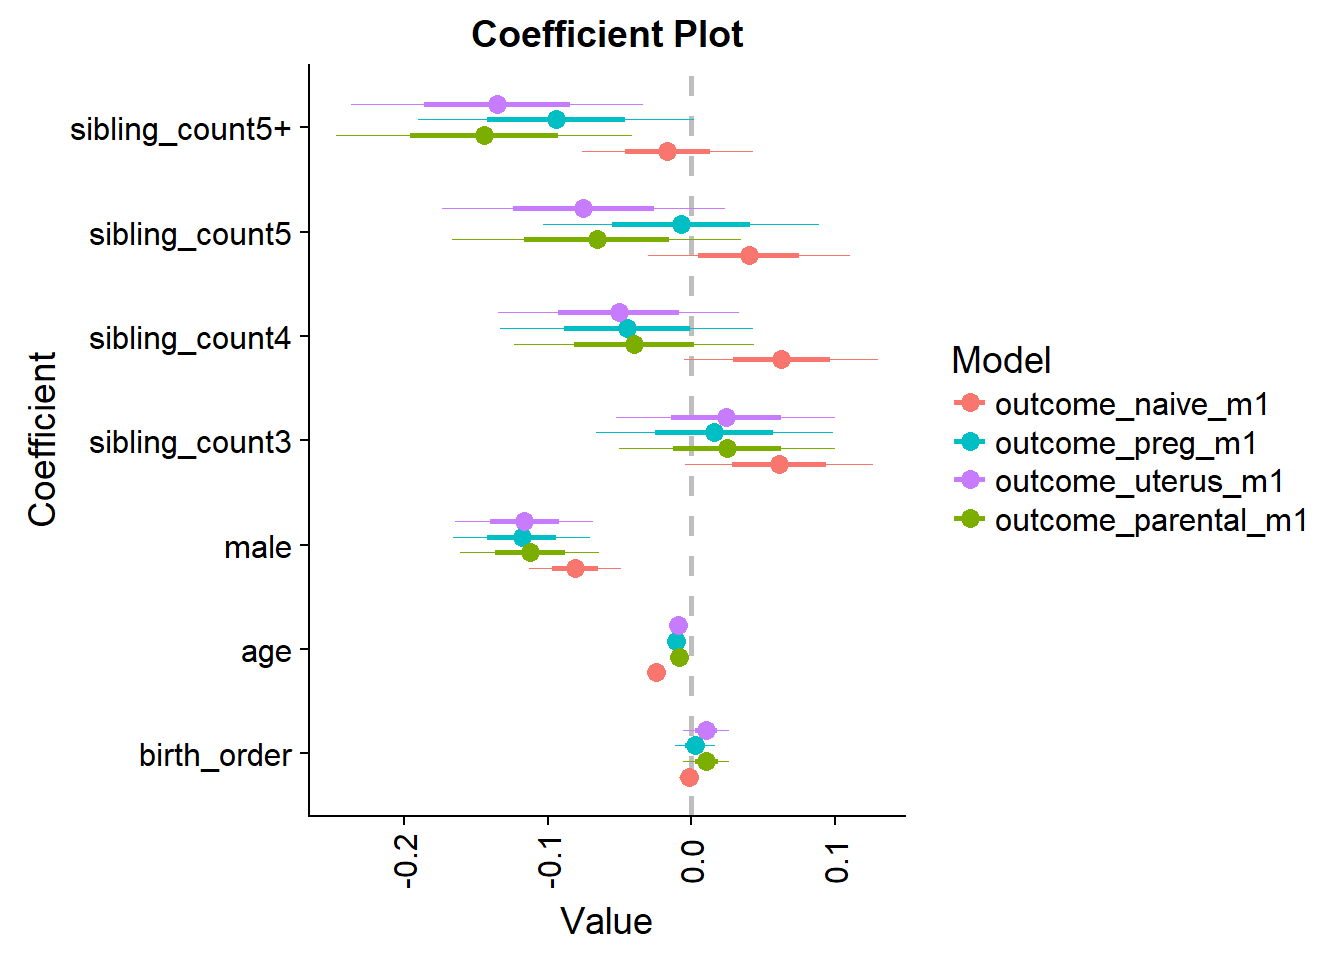 Coefficient Plot
sibling_count5+
sibling_count5
sibling_count4
sibling_count3
male
age
birth_order
Coefficient
-0.2
-0.1
0.0
0.1
Value
Model
outcome_naive_m1
outcome_preg_m1
outcome_uterus_m1
outcome_parental_m1